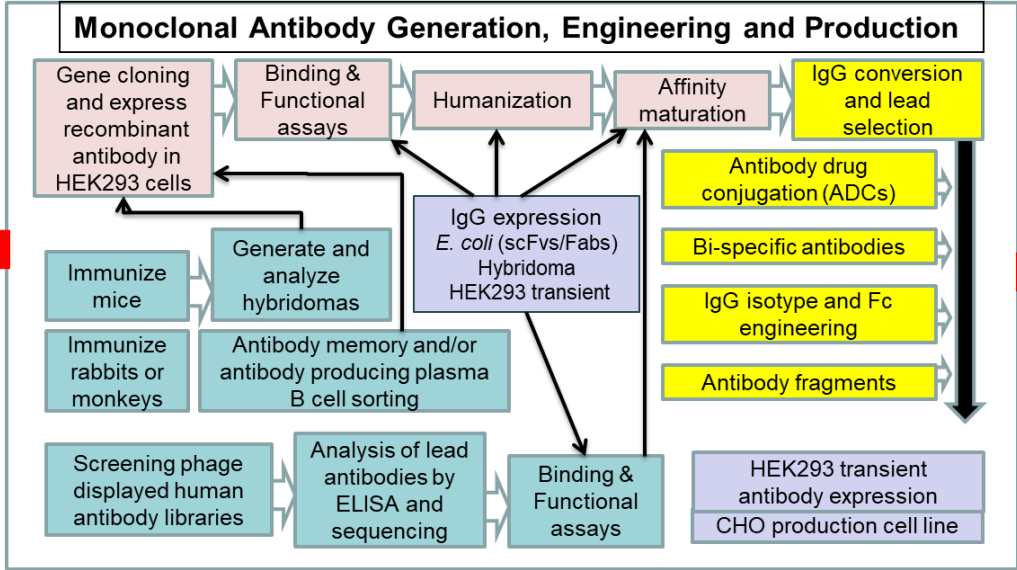 Monoclonal Antibody Generation, Engineering and Production
Gene cloning
and express
recombinant
antibody in
HEK293 cells
Binding &
Functional
assays
Humanization
Affinity
maturation
IgG conversion
and lead
selection
Antibody drug
conjugation (ADCs)
Bi-specific antibodies
IgG isotype and Fc
engineering
Antibody fragments
IgG expression
E. coli (scFvs/Fabs)
Hybridoma
HEK293 transient
Immunize
mice
Generate and
analyze
hybridomas
Immunize
rabbits or
monkeys
Antibody memory and/or
antibody producing plasma
B cell sorting
Screening phage
displayed human
antibody libraries
Analysis of lead
antibodies by
ELISA and
sequencing
Binding &
Functional
assays
HEK293 transient
antibody expression
CHO production cell line